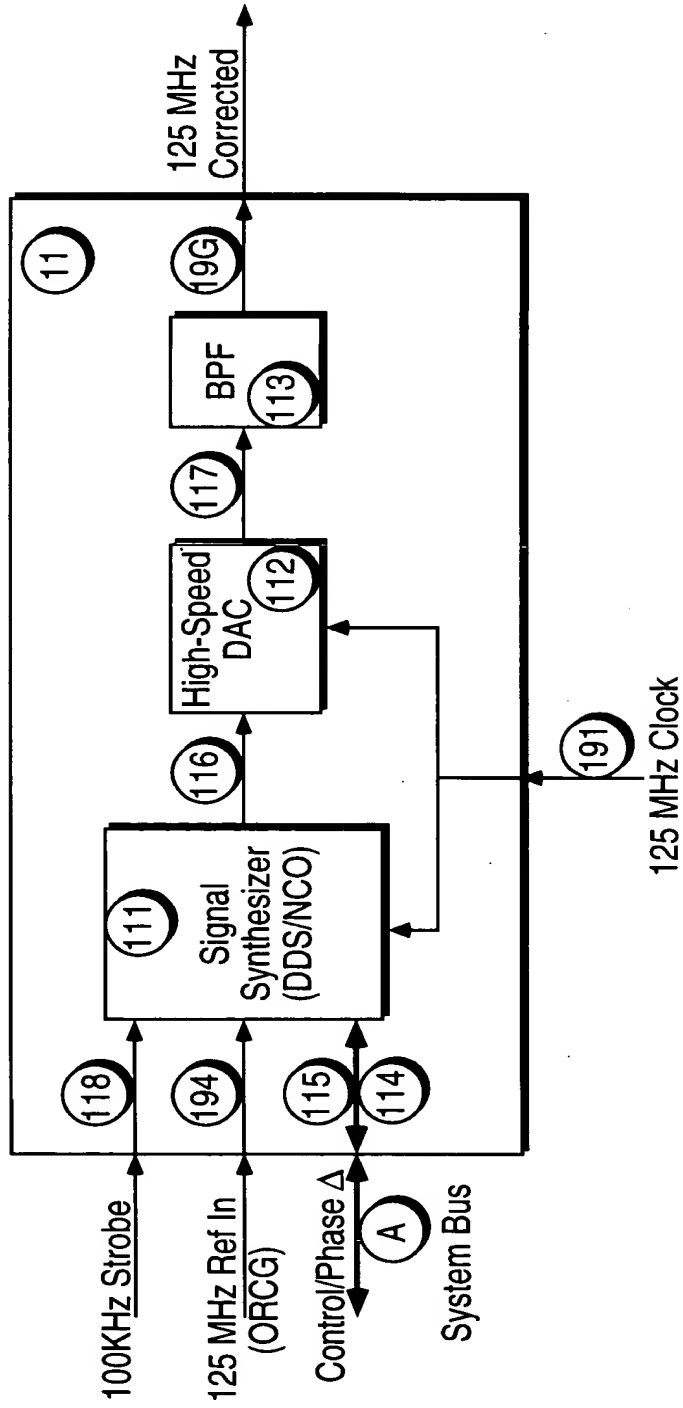 11
100KHz Strobe
118
125 MHz Ref In
(ORCG)
194
Control/Phase Δ
A
System Bus
115
114
111
Signal
Synthesizer
(DDS/NCO)
116
High-Speed
DAC
112
117
BPF
113
19G
125 MHz
Corrected
191
125 MHz Clock